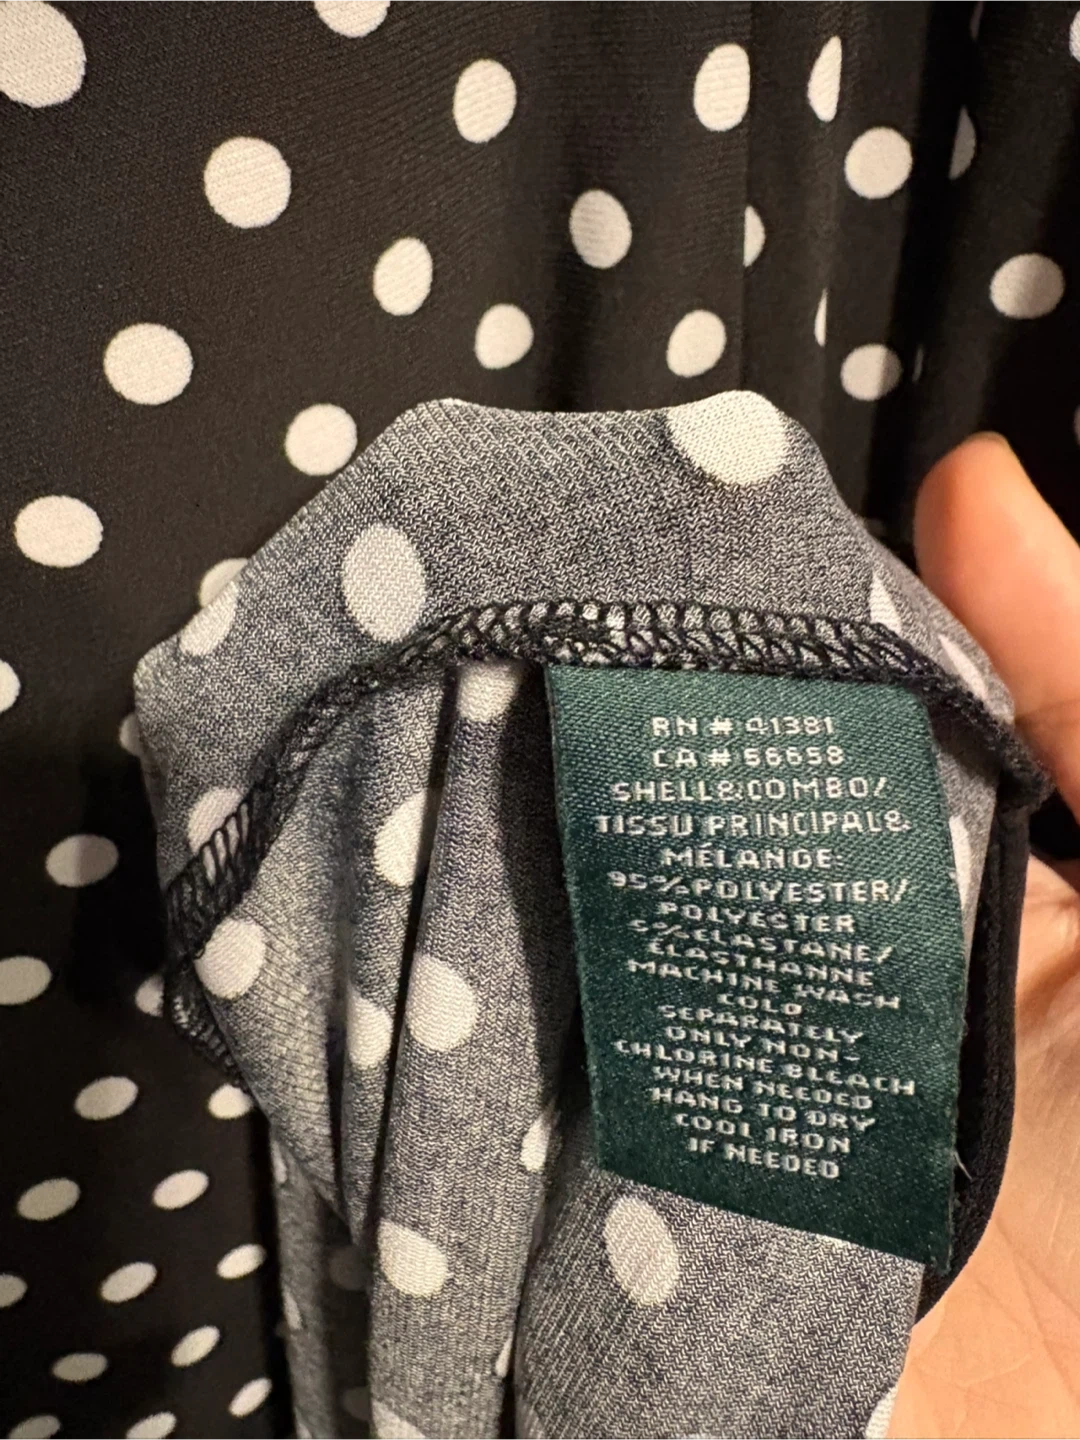 RN # 41381
CA # 56658
SHELL&COMBO/
TISSU PRINCIPAL&
MÉLANGE:
95%POLYESTER/
POLYESTER
5%ELASTANE/
ÉLASTHANNE
MACHINE WASH
COLD
SEPARATELY
ONLY NON-
CHLORINE BLEACH
WHEN NEEDED
HANG TO DRY
COOL IRON
IF NEEDED